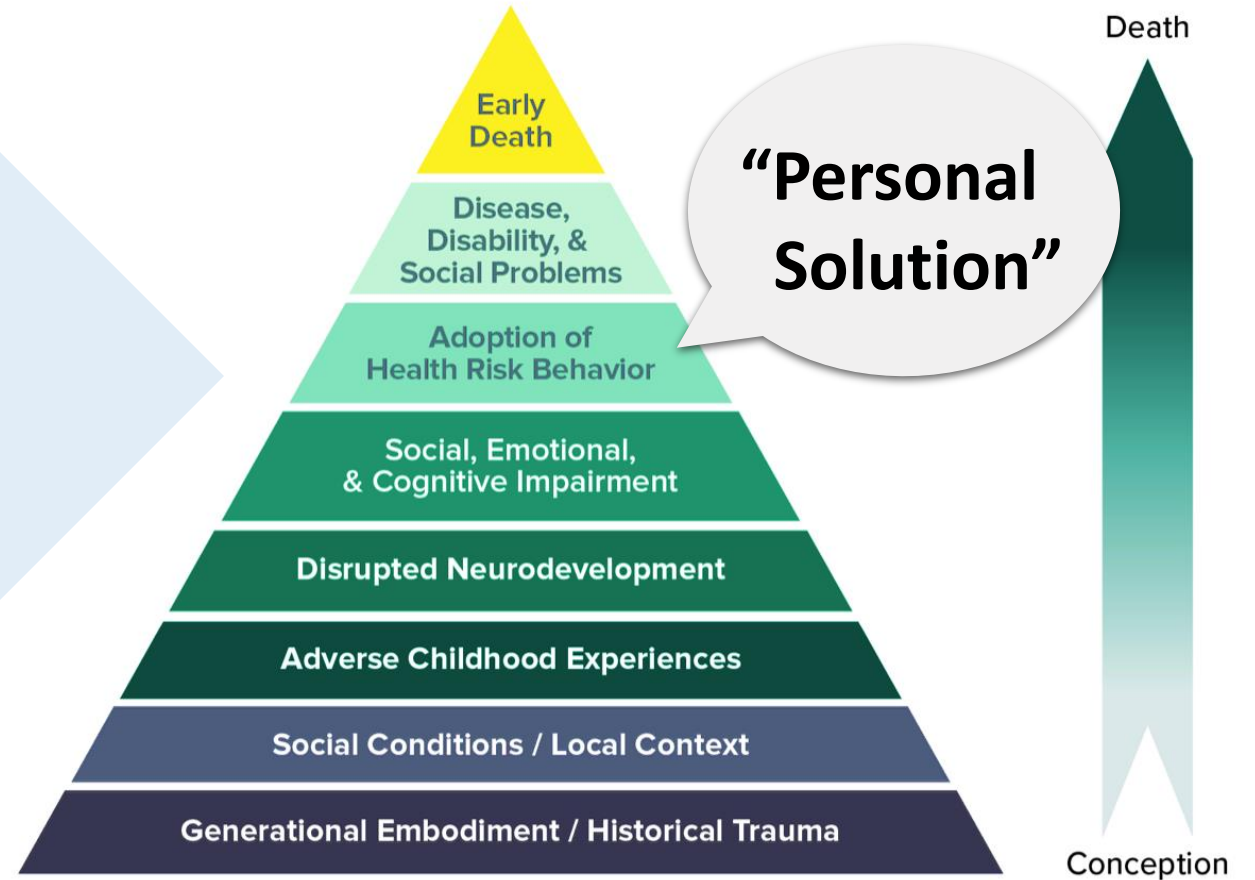 Death
Early
Death
“Personal
Solution”
Disease,
Disability, &
Social Problems
Adoption of
Health Risk Behavior
Social, Emotional,
& Cognitive Impairment
Disrupted Neurodevelopment
Adverse Childhood Experiences
Social Conditions / Local Context
Generational Embodiment / Historical Trauma
Conception